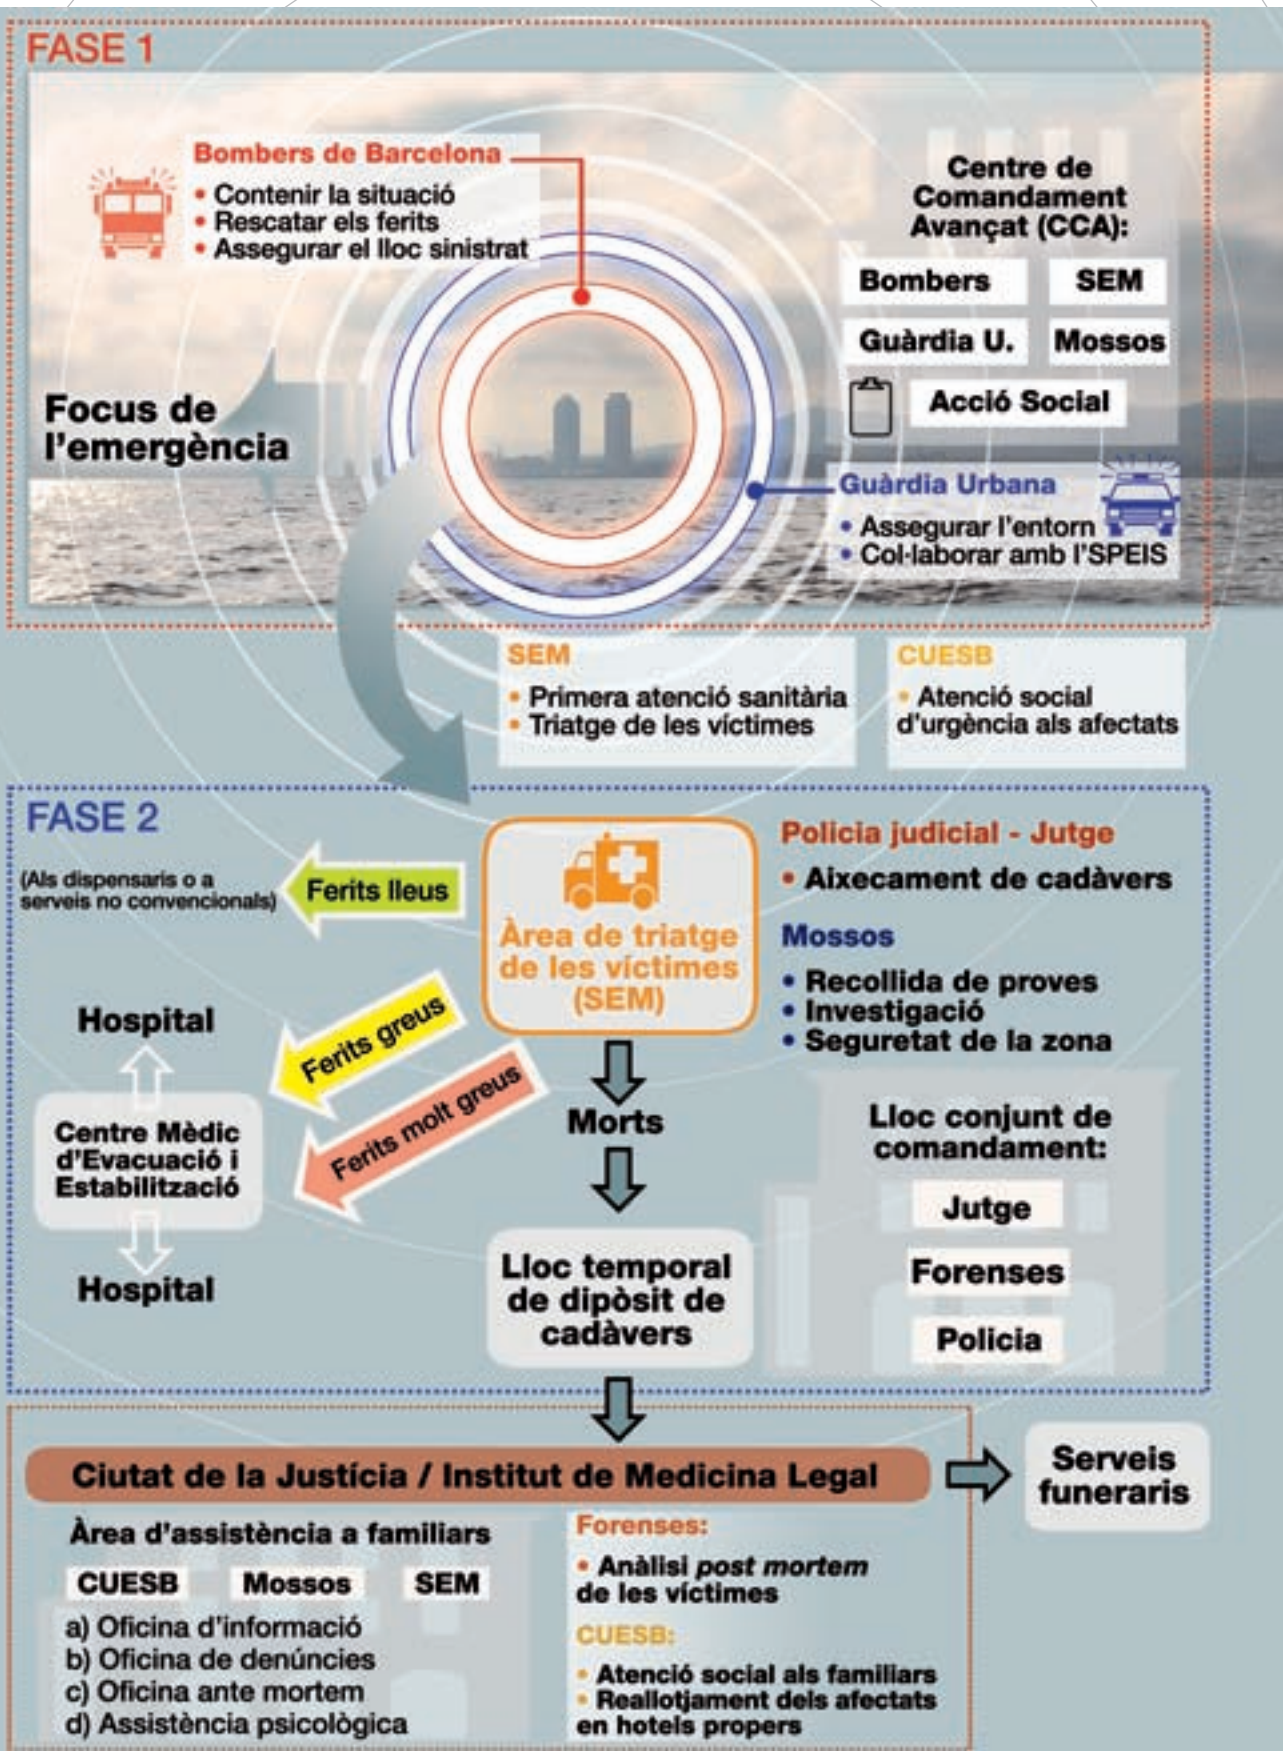 FASE 1
Bombers de Barcelona
• Contenir la situació
• Rescatar els ferits
• Assegurar el lloc sinistrat
Centre de
Comandament
Avançat (CCA):
Bombers
SEM
Guàrdia U.
Mossos
Acció Social
Focus de
l'emergència
Guàrdia Urbana
• Assegurar l'entorn
• Col·laborar amb l'SPEIS
SEM
• Primera atenció sanitària
• Triatge de les víctimes
CUESB
• Atenció social
d'urgència als afectats
FASE 2
(Als dispensaris o a
serveis no convencionals)
Ferits lleus
Àrea de triatge
de les víctimes
(SEM)
Policia judicial - Jutge
• Aixecament de cadàvers
Mossos
• Recollida de proves
• Investigació
• Seguretat de la zona
Hospital
Ferits greus
Ferits molt greus
Centre Mèdic
d'Evacuació i
Estabilització
Hospital
Morts
Lloc temporal
de dipòsit de
cadàvers
Lloc conjunt de
comandament:
Jutge
Forenses
Policia
Ciutat de la Justícia / Institut de Medicina Legal
Serveis
funeraris
Àrea d'assistència a familiars
CUESB
Mossos
SEM
a) Oficina d'informació
b) Oficina de denúncies
c) Oficina ante mortem
d) Assistència psicològica
Forenses:
• Anàlisi post mortem
de les víctimes
CUESB:
• Atenció social als familiars
• Reallotjament dels afectats
en hotels propers